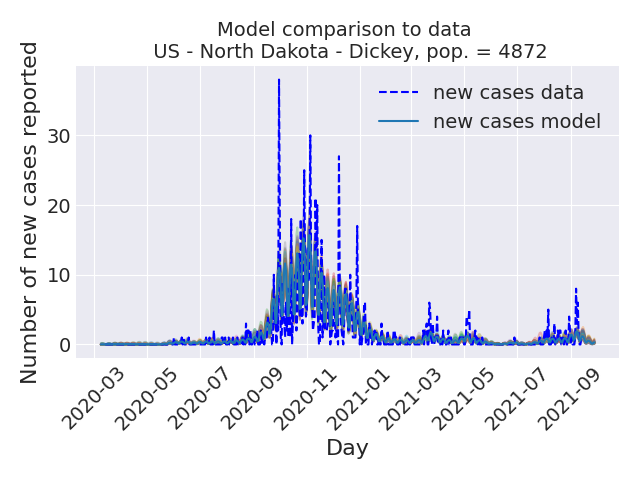 Model comparison to data
US - North Dakota - Dickey, pop. = 4872
Number of new cases reported
new cases data
new cases model
30
20
10
0
2020-03
2020-05
2020-07
2020-09
2020-11
2021-01
2021-03
2021-05
2021-07
2021-09
Day